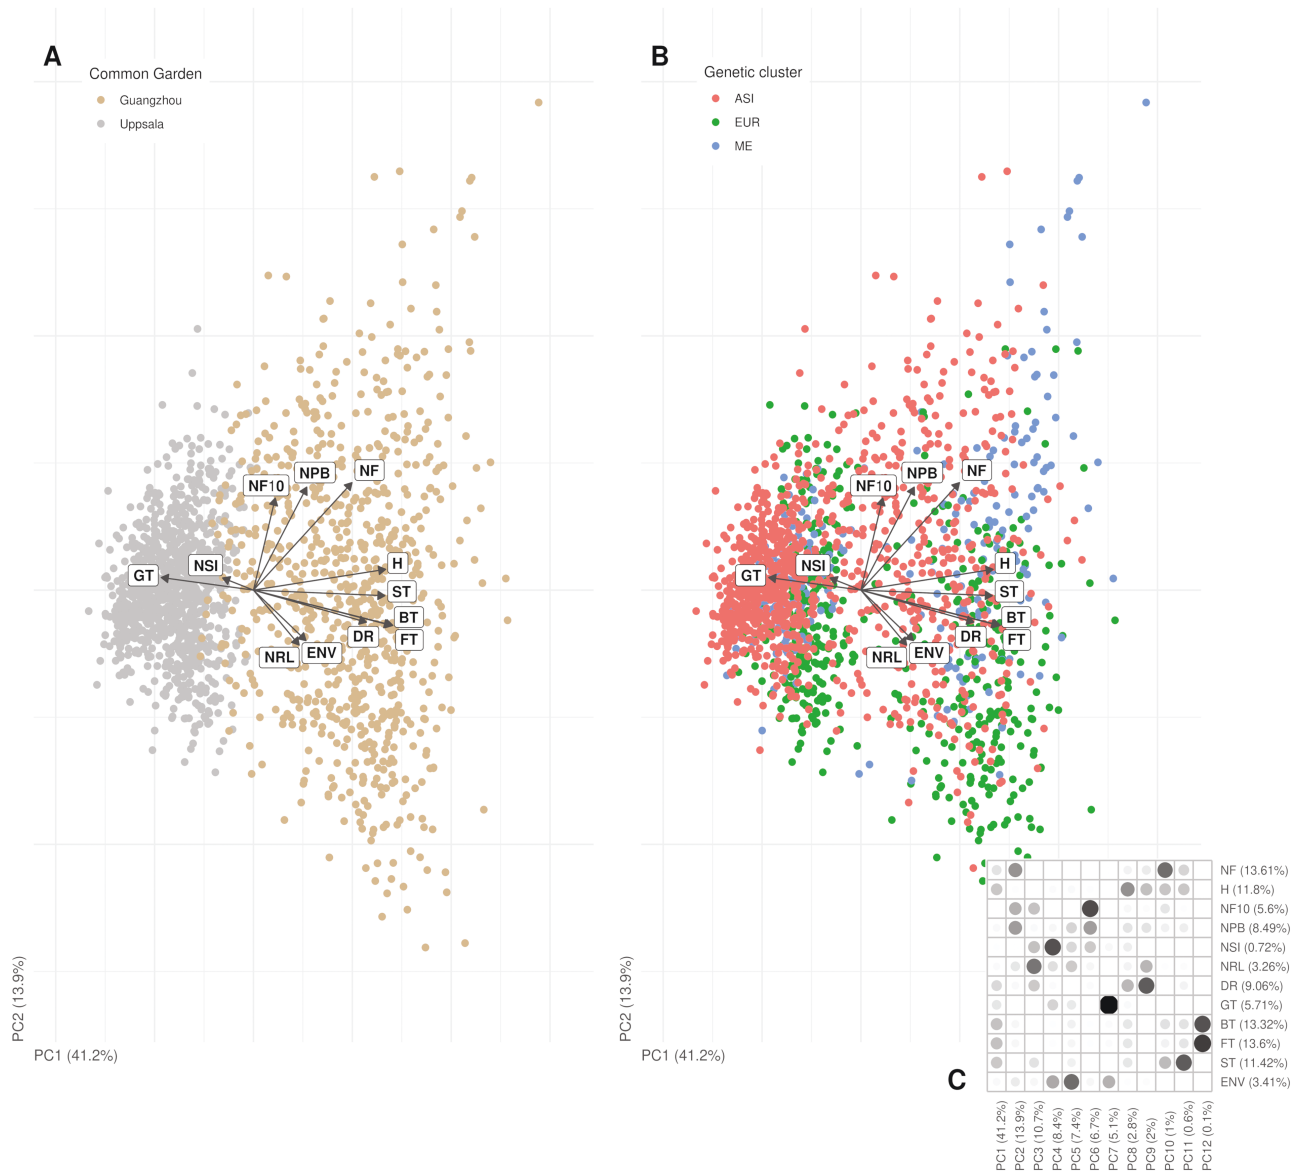 A
Common Garden
Guangzhou
Uppsala
NF10
NPB
NF
GT
NSI
H
ST
BT
DR
FT
NRL
ENV
PC2 (13.9%)
PC1 (41.2%)
B
Genetic cluster
ASI
EUR
ME
NF10
NPB
NF
GT
NSI
H
ST
BT
DR
FT
NRL
ENV
PC2 (13.9%)
PC1 (41.2%)
C
NF (13.61%)
H (11.8%)
NF10 (5.6%)
NPB (8.49%)
NSI (0.72%)
NRL (3.26%)
DR (9.06%)
GT (5.71%)
BT (13.32%)
FT (13.6%)
ST (11.42%)
ENV (3.41%)
PC1 (41.2%)
PC2 (13.9%)
PC3 (10.7%)
PC4 (8.4%)
PC5 (7.4%)
PC6 (6.7%)
PC7 (5.1%)
PC8 (2.8%)
PC9 (2%)
PC10 (1%)
PC11 (0.6%)
PC12 (0.1%)